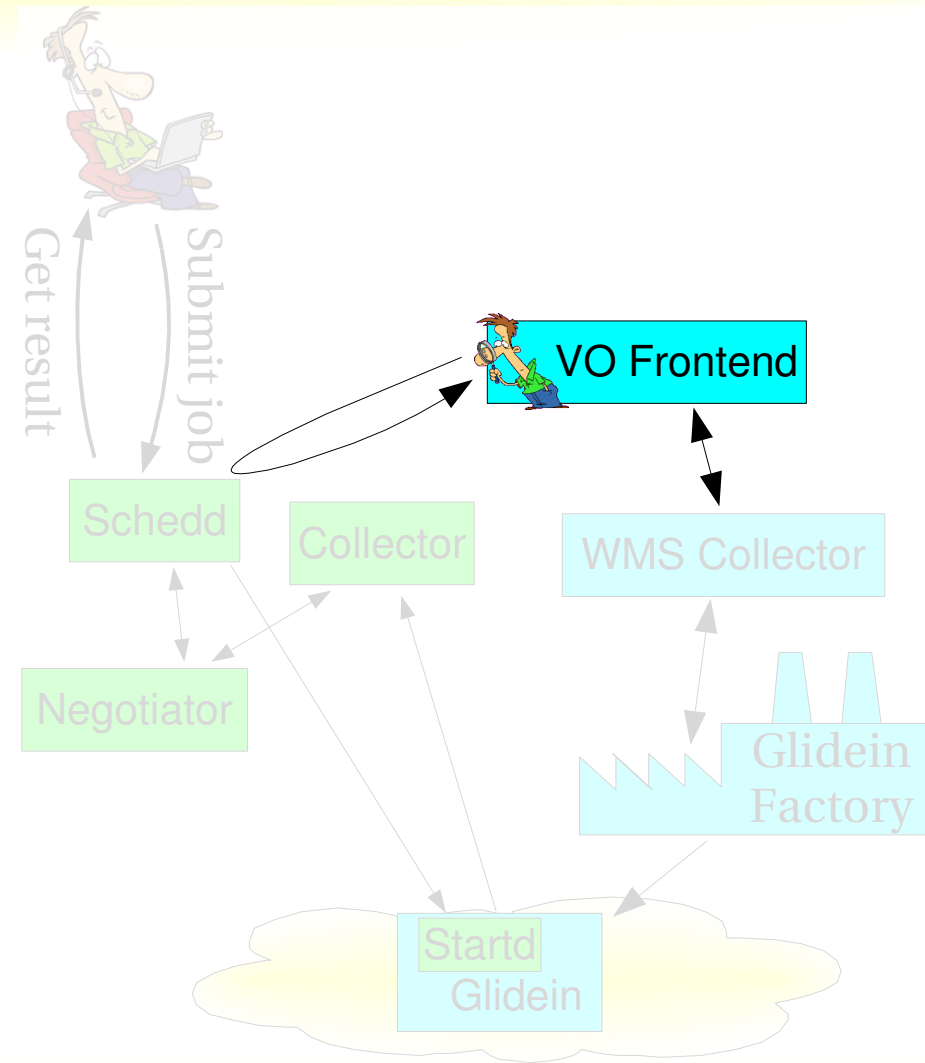 Get result
Submit job
VO Frontend
Schedd
Collector
WMS Collector
Negotiator
Glidein
Factory
Startd
Glidein